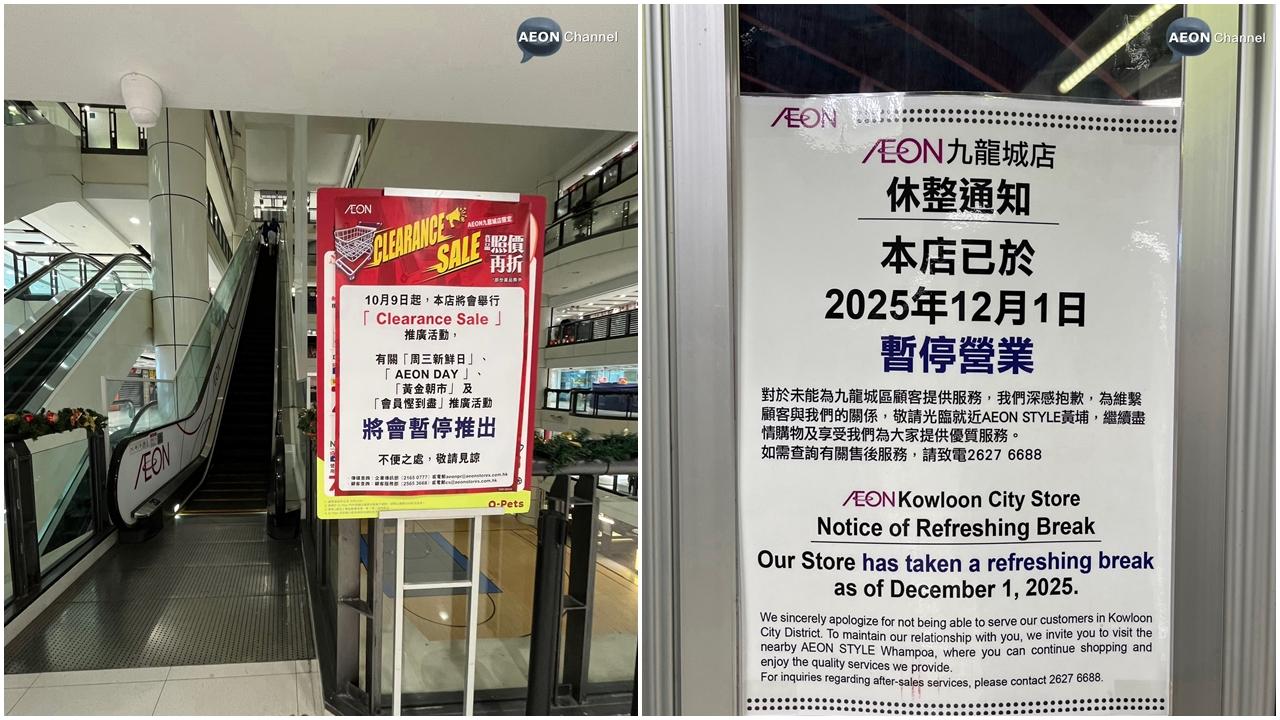 AEON Channel
AEON
CLEARANCE
SALE
AEON九龍城店限定
照價
再折
10月9日起，本店將會舉行
「 Clearance Sale 」
推廣活動，
有關「周三新鮮日」、
「 AEON DAY 」、
「黃金朝市」及
「會員慳到盡」推廣活動
將會暫停推出
不便之處，敬請見諒
Q-Pets
AEON
AEON Channel
AEON
AEON九龍城店
休整通知
本店已於
2025年12月1日
暫停營業
對於未能為九龍城區顧客提供服務，我們深感抱歉，為維繫
顧客與我們的關係，敬請光臨就近AEON STYLE黃埔，繼續盡
情購物及享受我們為大家提供優質服務。
如需查詢有關售後服務，請致電2627 6688
AEON Kowloon City Store
Notice of Refreshing Break
Our Store has taken a refreshing break
as of December 1, 2025.
We sincerely apologize for not being able to serve our customers in Kowloon
City District. To maintain our relationship with you, we invite you to visit the
nearby AEON STYLE Whampoa, where you can continue shopping and
enjoy the quality services we provide.
For inquiries regarding after-sales services, please contact 2627 6688.